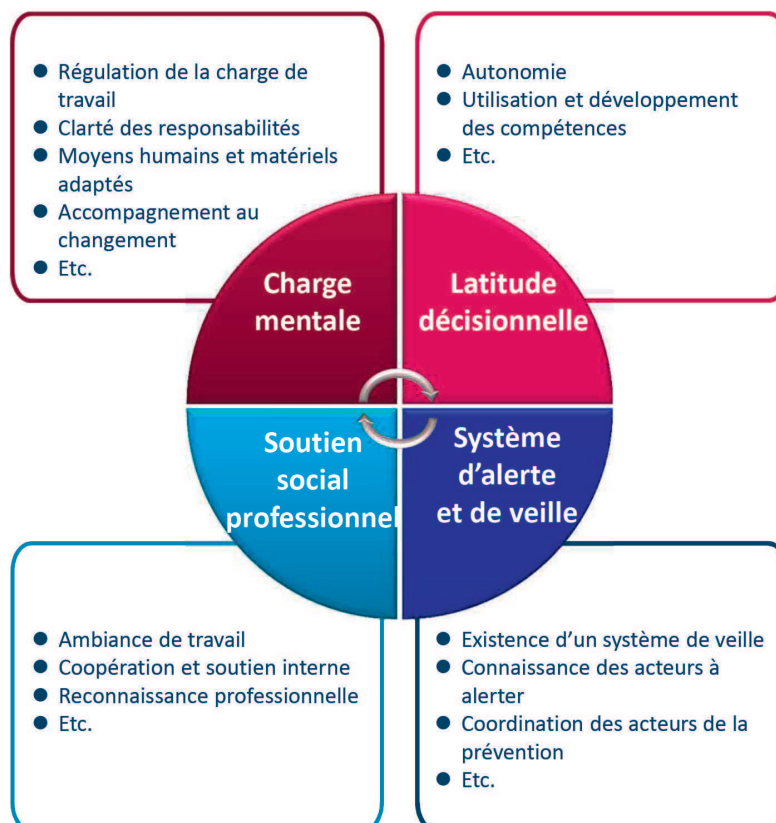 ● Régulation de la charge de
travail
● Clarté des responsabilités
● Moyens humains et matériels
adaptés
● Accompagnement au
changement
● Etc.
● Autonomie
● Utilisation et développement
des compétences
● Etc.
Charge
mentale
Latitude
décisionnelle
Soutien
social
professionnel
Système
d’alerte
et de veille
● Ambiance de travail
● Coopération et soutien interne
● Reconnaissance professionnelle
● Etc.
● Existence d’un système de veille
● Connaissance des acteurs à
alerter
● Coordination des acteurs de la
prévention
● Etc.